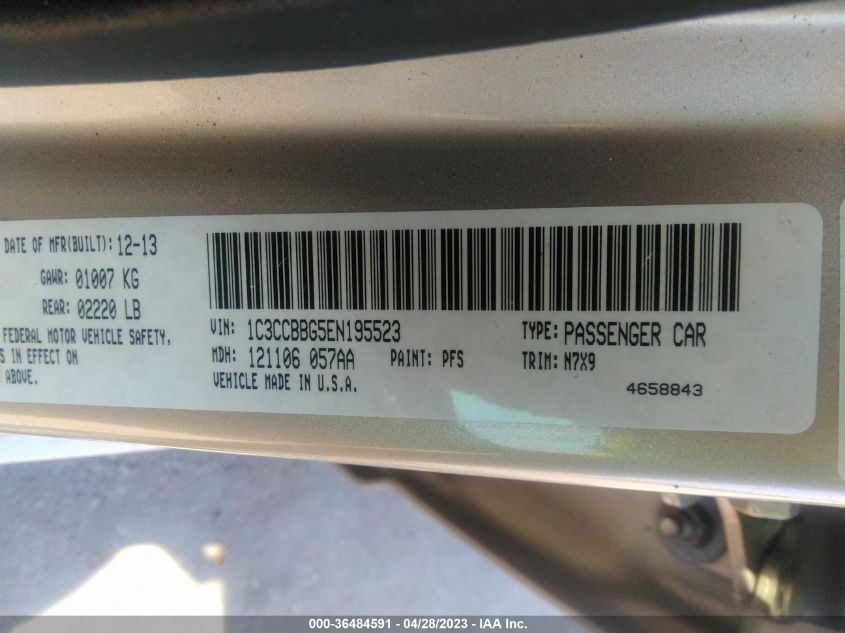 DATE OF MFR(BUILT): 12-13
GAWR: 01007 KG
REAR: 02220 LB
FEDERAL MOTOR VEHICLE SAFETY,
S IN EFFECT ON
ABOVE.
VIN: 1C3CCBBG5EN195523
TYPE: PASSENGER CAR
MDH: 121106 057AA
PAINT: PFS
TRIM: N7X9
VEHICLE MADE IN U.S.A.
4658843
000-36484591 - 04/28/2023 - IAA Inc.